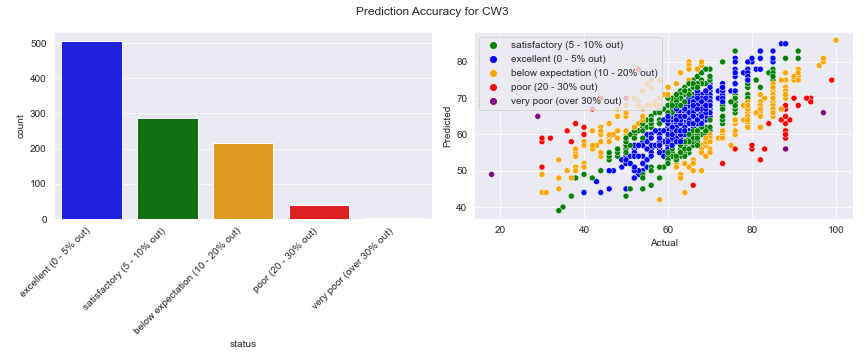 Prediction Accuracy for CW3
500
400
300
200
100
0
count
excellent (0 - 5% out)
satisfactory (5 - 10% out)
below expectation (10 - 20% out)
poor (20 - 30% out)
very poor (over 30% out)
status
satisfactory (5 - 10% out)
excellent (0 - 5% out)
below expectation (10 - 20% out)
poor (20 - 30% out)
very poor (over 30% out)
80
70
60
50
40
Predicted
20
40
60
80
100
Actual